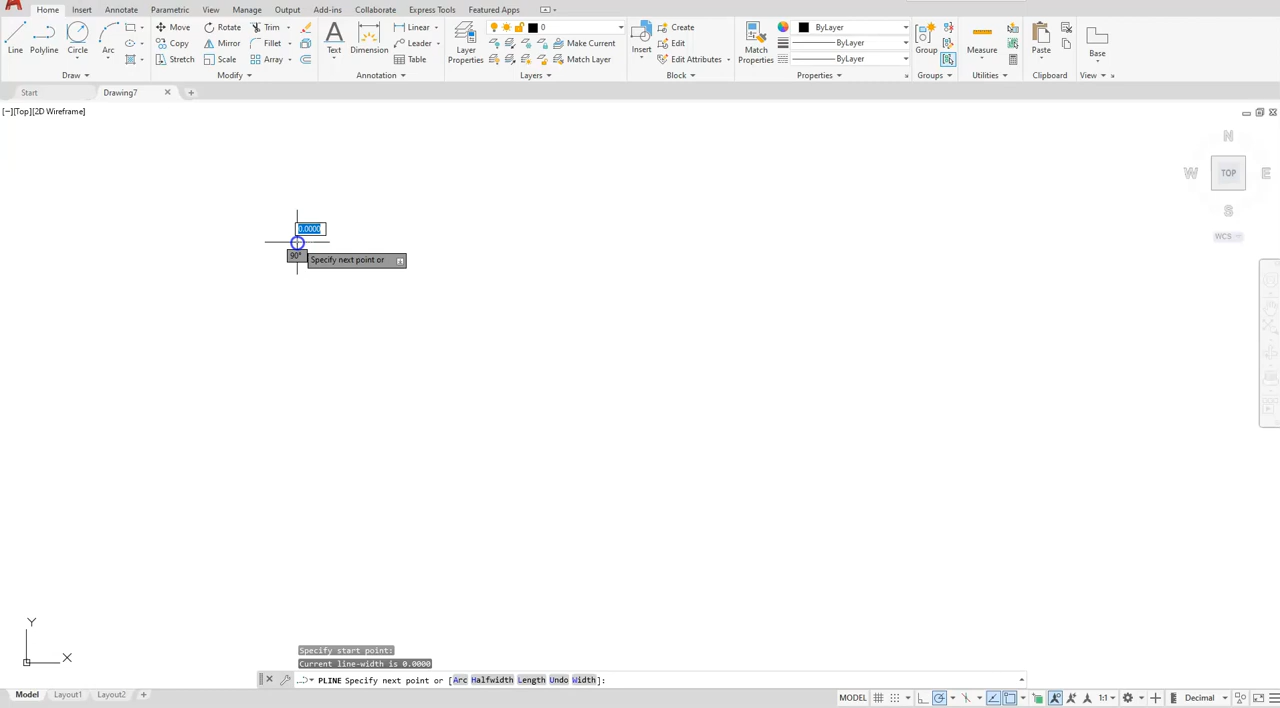 Home Insert Annotate Parametric View Manage Output Add-ins Collaborate Express Tools Featured Apps
Line Polyline Circle Arc
Move Rotate Trim
Copy Mirror Fillet
Stretch Scale Array
Text Dimension
Linear
Leader
Table
Layer
Properties
0
Make Current
Match Layer
Insert
Create
Edit
Edit Attributes
Match
Properties
ByLayer
ByLayer
ByLayer
Group
Measure
Paste
Base
Draw Modify Annotation Layers Block Properties Groups Utilities Clipboard View
Start Drawing7
[−][Top][2D Wireframe]
N
W TOP E
S
WCS
0.0000
90°
Specify next point or
Y
X
Specify start point:
Current line-width is 0.0000
PLINE Specify next point or [Arc Halfwidth Length Undo Width]:
Model Layout1 Layout2
MODEL 1:1 Decimal